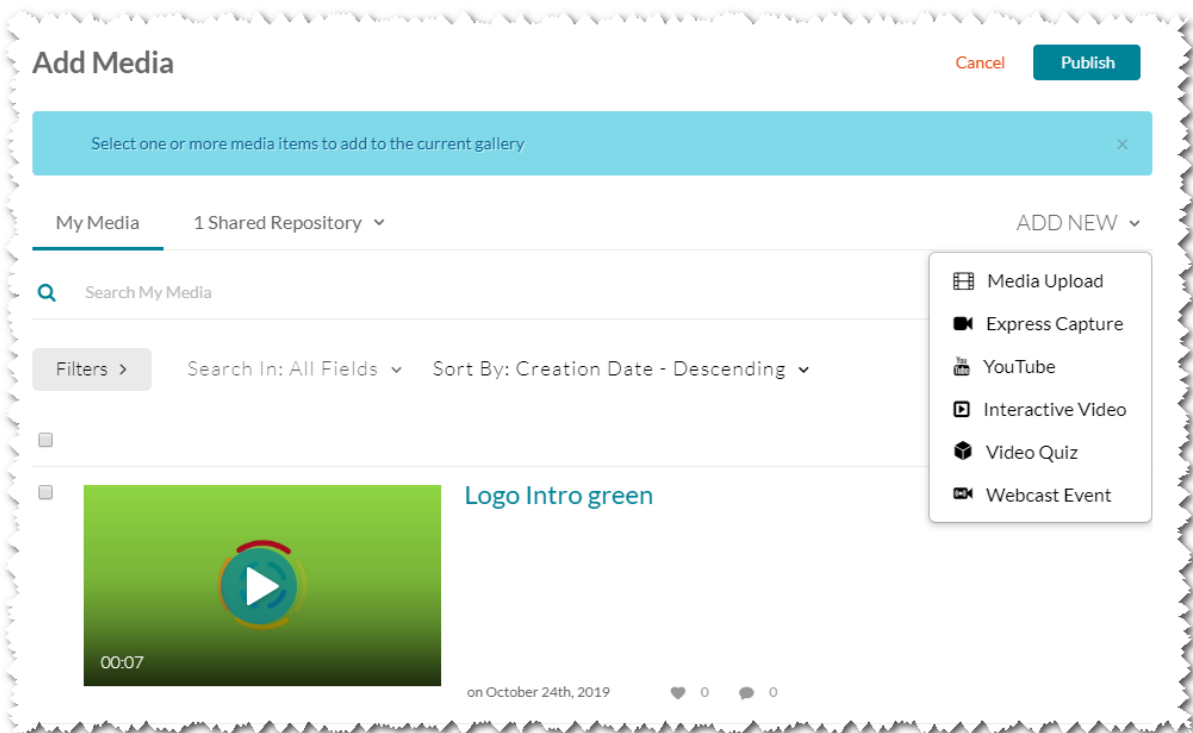 Add Media
Cancel
Publish
Select one or more media items to add to the current gallery
×
My Media
1 Shared Repository
ADD NEW
Search My Media
Media Upload
Express Capture
You
Tube
YouTube
Interactive Video
Video Quiz
Webcast Event
Filters
Search In: All Fields
Sort By: Creation Date - Descending
Logo Intro green
00:07
on October 24th, 2019
0
0